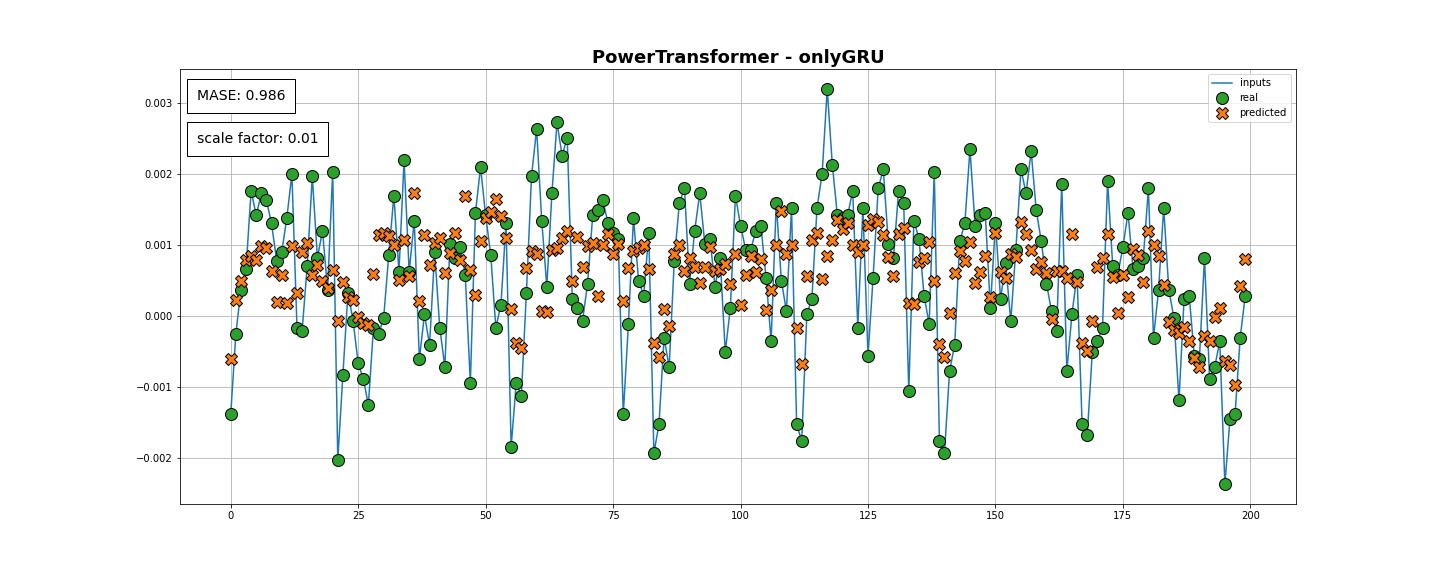 PowerTransformer - onlyGRU
MASE: 0.986
scale factor: 0.01
inputs
real
predicted
0.003
0.002
0.001
0.000
−0.001
−0.002
0
25
50
75
100
125
150
175
200